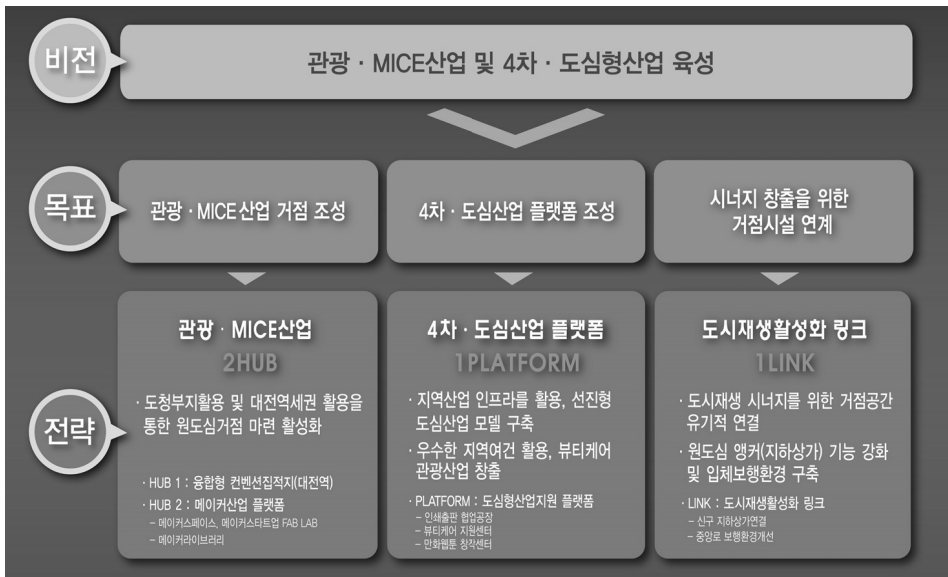 비전
관광 · MICE산업 및 4차 · 도심형산업 육성
목표
관광 · MICE산업 거점 조성
4차 · 도심산업 플랫폼 조성
시너지 창출을 위한
거점시설 연계
전략
관광 · MICE산업
2HUB
· 도청부지활용 및 대전역세권 활용을
통한 원도심거점 마련 활성화
· HUB 1 : 융합형 컨벤션집적지(대전역)
· HUB 2 : 메이커산업 플랫폼
– 메이커스페이스, 메이커스타트업 FAB LAB
– 메이커라이브러리
4차 · 도심산업 플랫폼
1PLATFORM
· 지역산업 인프라를 활용, 선진형
도심산업 모델 구축
· 우수한 지역여건 활용, 뷰티케어
관광산업 창출
· PLATFORM : 도심형산업지원 플랫폼
– 인쇄출판 협업공장
– 뷰티케어 지원센터
– 만화웹툰 창작센터
도시재생활성화 링크
1LINK
· 도시재생 시너지를 위한 거점공간
유기적 연결
· 원도심 앵커(지하상가) 기능 강화
및 입체보행환경 구축
· LINK : 도시재생활성화 링크
– 신구 지하상가연결
– 중앙로 보행환경개선